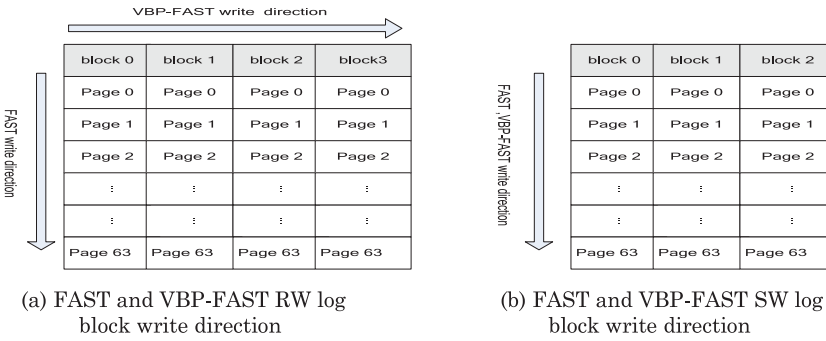 VBP-FAST write direction
FAST write direction
block 0 block 1 block 2 block3
Page 0 Page 0 Page 0 Page 0
Page 1 Page 1 Page 1 Page 1
Page 2 Page 2 Page 2 Page 2
⋮ ⋮ ⋮ ⋮
⋮ ⋮ ⋮ ⋮
Page 63 Page 63 Page 63 Page 63
(a) FAST and VBP-FAST RW log
block write direction
FAST ,VBP-FAST write direction
block 0 block 1 block 2
Page 0 Page 0 Page 0
Page 1 Page 1 Page 1
Page 2 Page 2 Page 2
⋮ ⋮ ⋮
⋮ ⋮ ⋮
Page 63 Page 63 Page 63
(b) FAST and VBP-FAST SW log
block write direction